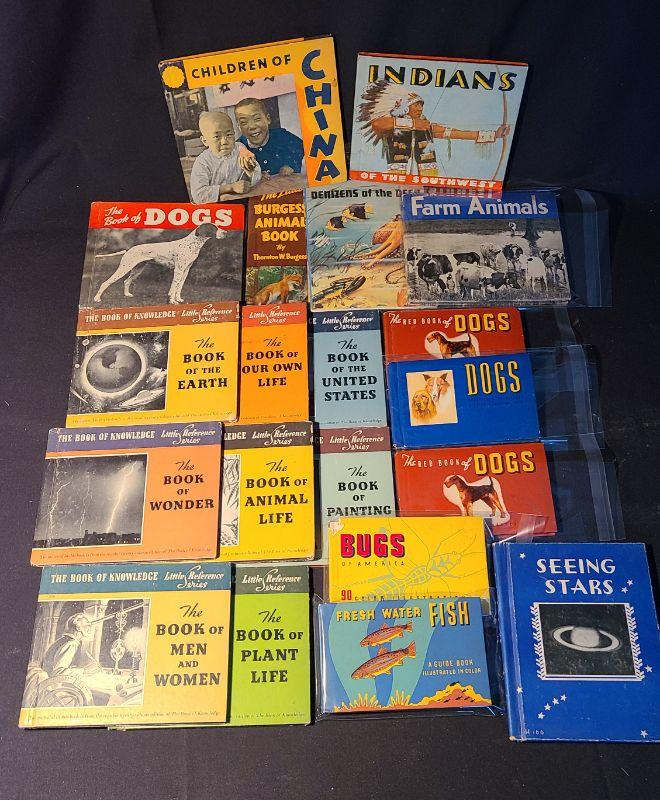 CHILDREN OF
CHINA
INDIANS
OF THE SOUTHWEST
The
Book of DOGS
The Little
BURGESS
ANIMAL
BOOK
By
Thornton W. Burgess
DENIZENS of the DEEP
Farm Animals
THE BOOK OF KNOWLEDGE Little Reference
Series
The
BOOK
OF THE
EARTH
Little Reference
Series
The
BOOK OF
OUR OWN
LIFE
Little Reference
Series
The
BOOK
OF THE
UNITED
STATES
The RED BOOK of DOGS
DOGS
THE BOOK OF KNOWLEDGE Little Reference
Series
The
BOOK
OF
WONDER
Little Reference
Series
The
BOOK OF
ANIMAL
LIFE
Little Reference
Series
The
BOOK
OF
PAINTING
The RED BOOK of DOGS
BUGS
OF AMERICA
90
THE BOOK OF KNOWLEDGE Little Reference
Series
The
BOOK OF
MEN
AND
WOMEN
Little Reference
Series
The
BOOK OF
PLANT
LIFE
FRESH WATER FISH
A GUIDE BOOK
ILLUSTRATED IN COLOR
SEEING
STARS